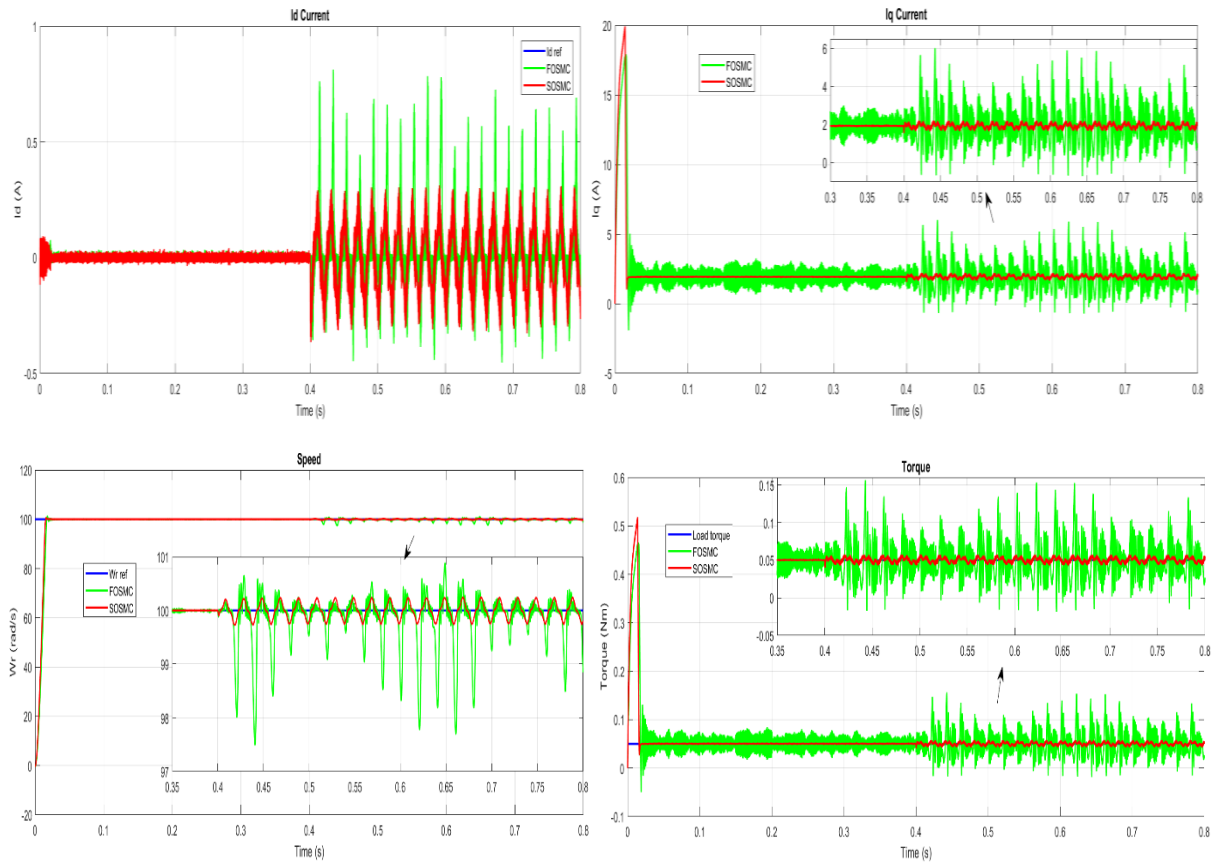 Id Current
Id (A)
1
0.5
0
-0.5
Id ref
FOSMC
SOSMC
0 0.1 0.2 0.3 0.4 0.5 0.6 0.7 0.8
Time (s)
Iq Current
Iq (A)
20
15
10
5
0
-5
FOSMC
SOSMC
6
4
2
0
0.3 0.35 0.4 0.45 0.5 0.55 0.6 0.65 0.7 0.75 0.8
0 0.1 0.2 0.3 0.4 0.5 0.6 0.7 0.8
Time (s)
Speed
Wr (rad/s)
120
100
80
60
40
20
0
-20
Wr ref
FOSMC
SOSMC
101
100
99
98
97
0.35 0.4 0.45 0.5 0.55 0.6 0.65 0.7 0.75 0.8
0 0.1 0.2 0.3 0.4 0.5 0.6 0.7 0.8
Time (s)
Torque
Torque (Nm)
0.6
0.5
0.4
0.3
0.2
0.1
0
-0.1
Load torque
FOSMC
SOSMC
0.15
0.1
0.05
0
-0.05
0.35 0.4 0.45 0.5 0.55 0.6 0.65 0.7 0.75 0.8
0 0.1 0.2 0.3 0.4 0.5 0.6 0.7 0.8
Time (s)